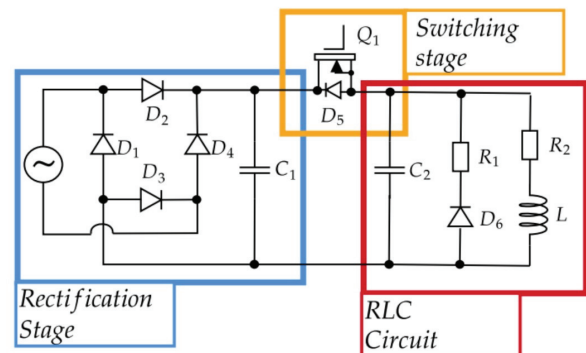 Q1
Switching
stage
D2
D5
D1
D4
D3
C1
C2
R1
R2
D6
L
Rectification
Stage
RLC
Circuit